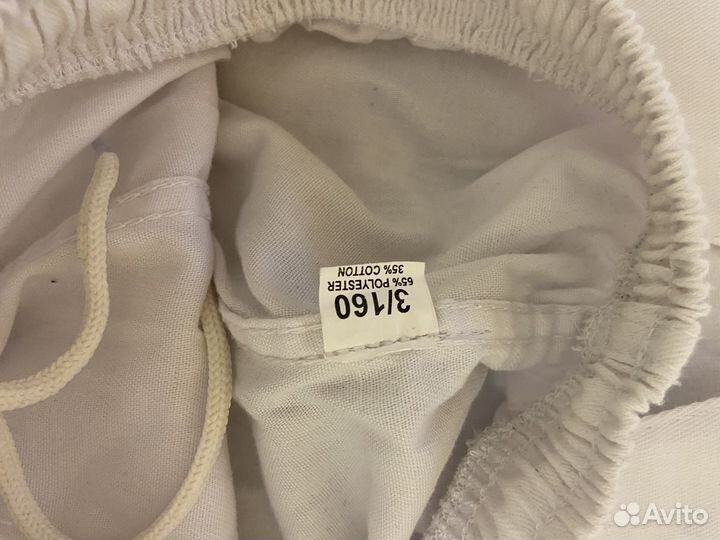 3/160
65% POLYESTER
35% COTTON
Avito